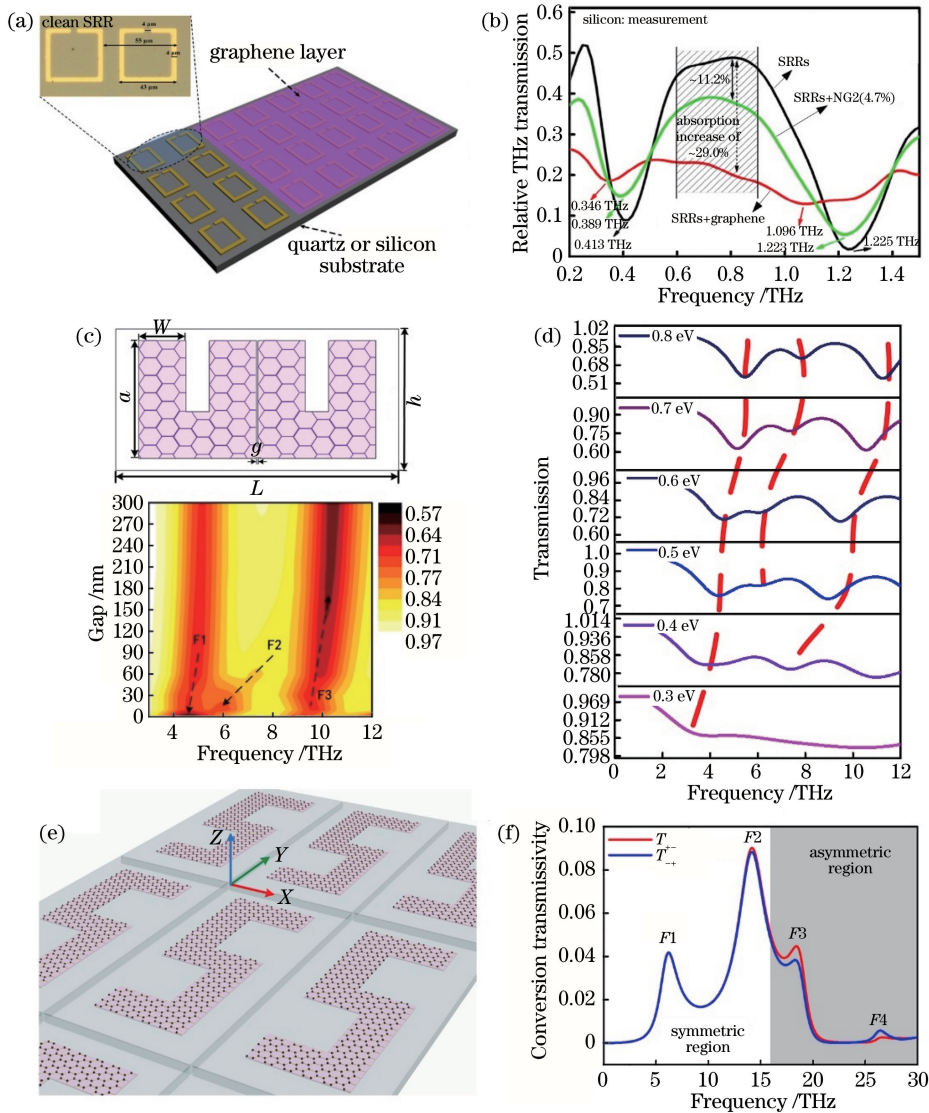 (a)
clean SRR
4 μm
55 μm
4 μm
43 μm
graphene layer
quartz or silicon
substrate
(b)
silicon: measurement
Relative THz transmission
0.6
0.5
0.4
0.3
0.2
0.1
0
~11.2%
absorption
increase of
~29.0%
SRRs
SRRs+NG2(4.7%)
SRRs+graphene
0.346 THz
0.389 THz
0.413 THz
1.096 THz
1.223 THz
1.225 THz
0.2 0.4 0.6 0.8 1.0 1.2 1.4
Frequency /THz
(c)
W
a
g
h
L
Gap /nm
300
270
240
210
180
150
120
90
60
30
0
F1
F2
F3
0.57
0.64
0.71
0.77
0.84
0.91
0.97
4 6 8 10 12
Frequency /THz
(d)
Transmission
1.02
0.85
0.68
0.51
0.8 eV
0.90
0.75
0.60
0.7 eV
0.96
0.84
0.72
0.60
0.6 eV
1.0
0.9
0.8
0.7
0.5 eV
1.014
0.936
0.858
0.780
0.4 eV
0.969
0.912
0.855
0.798
0.3 eV
0 2 4 6 8 10 12
Frequency /THz
(e)
Z
Y
X
(f)
Conversion transmissivity
0.10
0.08
0.06
0.04
0.02
0
T+-
T-+
F1
F2
F3
F4
symmetric
region
asymmetric
region
0 5 10 15 20 25 30
Frequency /THz